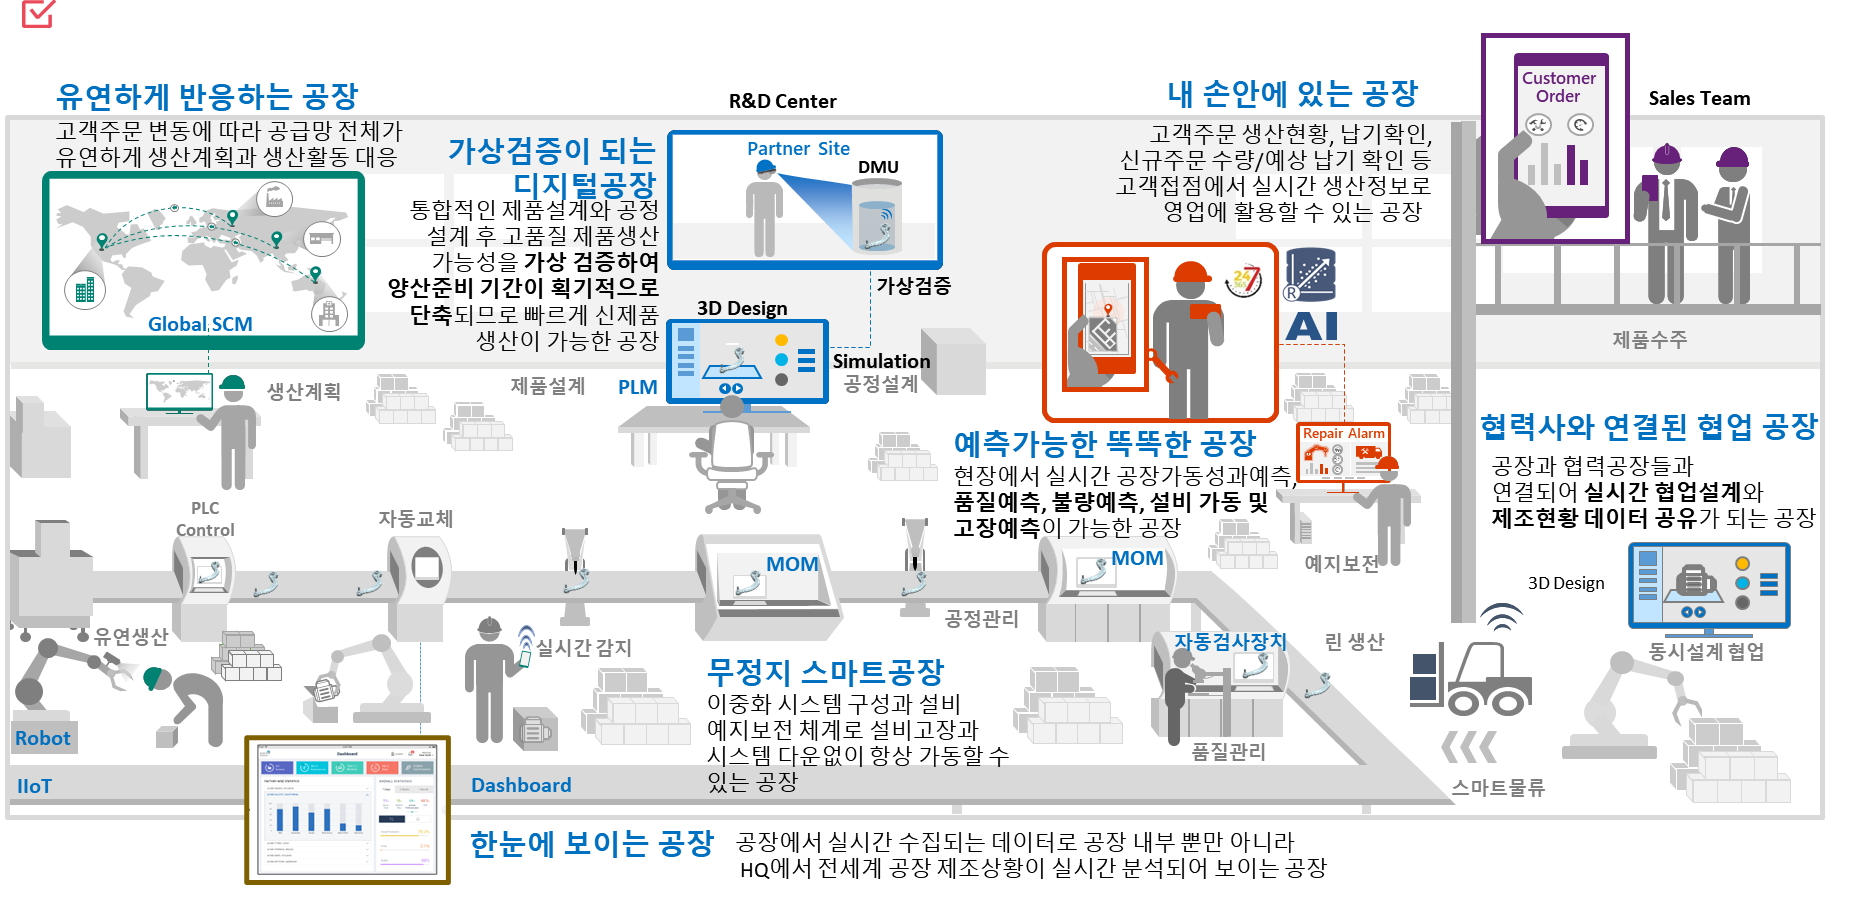 유연하게 반응하는 공장
고객주문 변동에 따라 공급망 전체가
유연하게 생산계획과 생산활동 대응
Global SCM
가상검증이 되는
디지털공장
통합적인 제품설계와 공정
설계 후 고품질 제품생산
가능성을 가상 검증하여
양산준비 기간이 획기적으로
단축되므로 빠르게 신제품
생산이 가능한 공장
R&D Center
Partner Site
DMU
가상검증
3D Design
Simulation
공정설계
제품설계
PLM
생산계획
내 손안에 있는 공장
고객주문 생산현황, 납기확인,
신규주문 수량/예상 납기 확인 등
고객접점에서 실시간 생산정보로
영업에 활용할 수 있는 공장
Customer
Order
Sales Team
제품수주
24
7
365
R
AI
예측가능한 똑똑한 공장
현장에서 실시간 공장가동성과예측,
품질예측, 불량예측, 설비 가동 및
고장예측이 가능한 공장
Repair Alarm
예지보전
협력사와 연결된 협업 공장
공장과 협력공장들과
연결되어 실시간 협업설계와
제조현황 데이터 공유가 되는 공장
3D Design
동시설계 협업
PLC
Control
자동교체
MOM
MOM
공정관리
유연생산
실시간 감지
자동검사장치
린 생산
품질관리
스마트물류
무정지 스마트공장
이중화 시스템 구성과 설비
예지보전 체계로 설비고장과
시스템 다운없이 항상 가동할 수
있는 공장
Robot
IIoT
Dashboard
Dashboard
한눈에 보이는 공장
공장에서 실시간 수집되는 데이터로 공장 내부 뿐만 아니라
HQ에서 전세계 공장 제조상황이 실시간 분석되어 보이는 공장